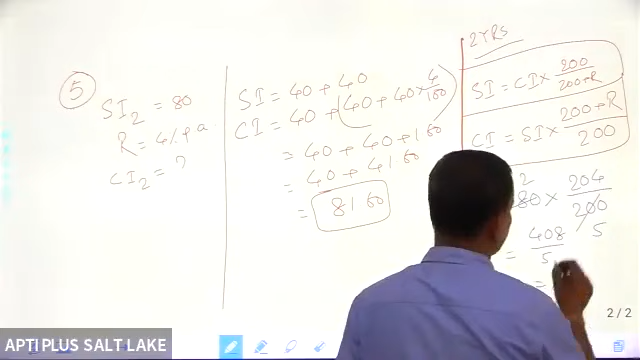 5
SI2 = 80
R = 4% p a.
CI2 = ?
SI = 40 + 40
CI = 40 + (40 + 40 × 4/100)
= 40 + 40 + 1.60
= 40 + 41.60
= 81.60
2 YRS
SI = CI × 200/200+R
CI = SI × 200+R/200
2
80 × 204/200
5
= 408/5
=
2/2
APTI PLUS SALT LAKE